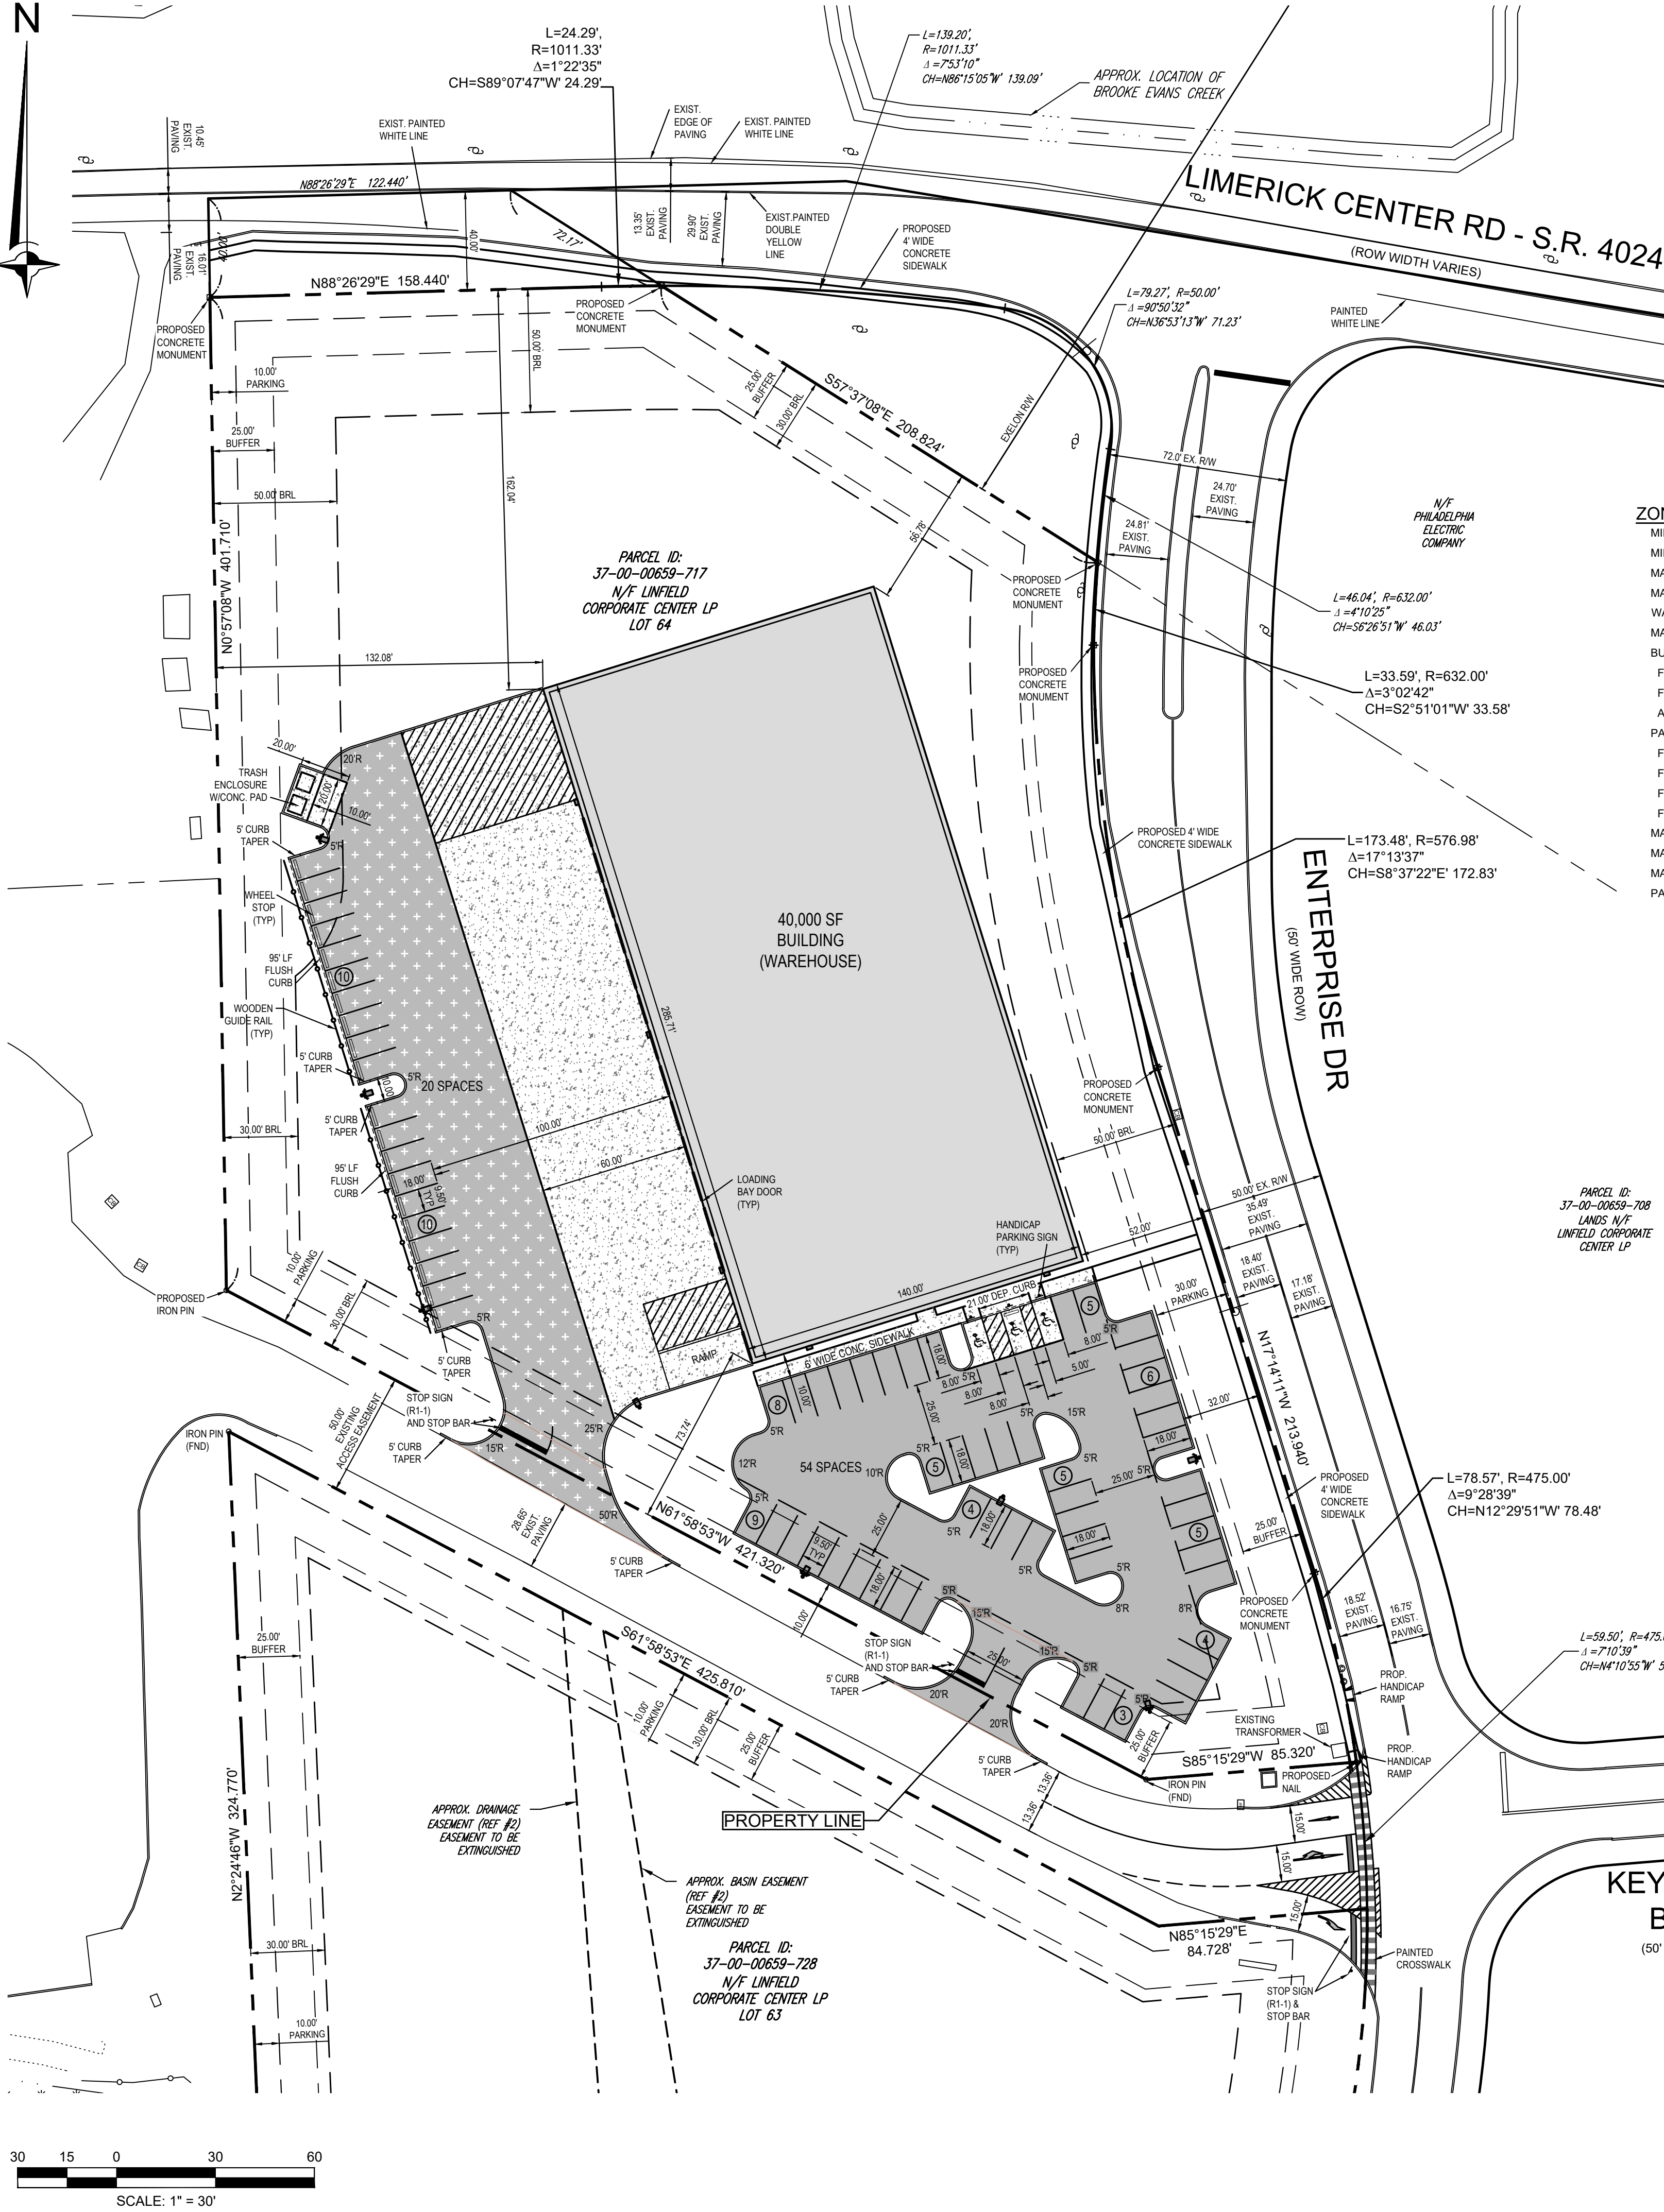 N
L=24.29',
R=1011.33'
Δ=1°22'35"
CH=S89°07'47"W' 24.29'
L=139.20',
R=1011.33'
Δ =7°53'10"
CH=N86°15'05"W' 139.09'
APPROX. LOCATION OF
BROOKE EVANS CREEK
10.45'
EXIST.
PAVING
EXIST. PAINTED
WHITE LINE
EXIST.
EDGE OF
PAVING
EXIST. PAINTED
WHITE LINE
LIMERICK CENTER RD - S.R. 4024
(ROW WIDTH VARIES)
N88°26'29"E 122.440'
16.01'
EXIST.
PAVING
40.00'
40.00'
72.17'
13.35'
EXIST.
PAVING
29.90'
EXIST.
PAVING
EXIST.PAINTED
DOUBLE
YELLOW
LINE
PROPOSED
4' WIDE
CONCRETE
SIDEWALK
N88°26'29"E 158.440'
PROPOSED
CONCRETE
MONUMENT
PROPOSED
CONCRETE
MONUMENT
L=79.27', R=50.00'
Δ =90°50'32"
CH=N36°53'13"W' 71.23'
PAINTED
WHITE LINE
10.00'
PARKING
50.00' BRL
25.00'
BUFFER
30.00' BRL
S57°37'08"E 208.824'
EXELON R/W
25.00'
BUFFER
50.00' BRL
162.04'
72.0' EX. R/W
24.70'
EXIST.
PAVING
24.81'
EXIST.
PAVING
N/F
PHILADELPHIA
ELECTRIC
COMPANY
N0°57'08"W 401.710'
56.78'
PARCEL ID:
37-00-00659-717
N/F LINFIELD
CORPORATE CENTER LP
LOT 64
PROPOSED
CONCRETE
MONUMENT
L=46.04', R=632.00'
Δ =4°10'25"
CH=S6°26'51"W' 46.03'
132.08'
PROPOSED
CONCRETE
MONUMENT
L=33.59', R=632.00'
Δ=3°02'42"
CH=S2°51'01"W' 33.58'
ZON
MI
MI
MA
MA
WA
MA
BU
F
F
A
PA
F
F
F
F
MA
MA
MA
PA
20.00'
20'R
TRASH
ENCLOSURE
W/CONC. PAD
20.00'
10.00'
5' CURB
TAPER
5'R
PROPOSED 4' WIDE
CONCRETE SIDEWALK
L=173.48', R=576.98'
Δ=17°13'37"
CH=S8°37'22"E' 172.83'
WHEEL
STOP
(TYP)
95' LF
FLUSH
CURB
10
40,000 SF
BUILDING
(WAREHOUSE)
ENTERPRISE DR
(50' WIDE ROW)
WOODEN
GUIDE RAIL
(TYP)
285.71'
5' CURB
TAPER
10.00'
5'R
20 SPACES
PROPOSED
CONCRETE
MONUMENT
5' CURB
TAPER
30.00' BRL
100.00'
50.00' BRL
95' LF
FLUSH
CURB
60.00'
18.00'
9.50'
TYP
10
LOADING
BAY DOOR
(TYP)
50.00' EX. R/W
35.49'
EXIST.
PAVING
PARCEL ID:
37-00-00659-708
LANDS N/F
LINFIELD CORPORATE
CENTER LP
HANDICAP
PARKING SIGN
(TYP)
52.00'
18.40'
EXIST.
PAVING
17.18'
EXIST.
PAVING
10.00'
PARKING
30.00' BRL
PROPOSED
IRON PIN
140.00'
21.00' DEP. CURB
30.00'
PARKING
5'R
5' CURB
TAPER
RAMP
6' WIDE CONC. SIDEWALK
18.00'
5
5'R
8.00'
5.00'
8.00'
8.00'
8.00'
5'R
6
N17°14'11"W 213.940'
STOP SIGN
(R1-1)
AND STOP BAR
50.00'
EXISTING
ACCESS EASEMENT
8
10.00'
5'R
25.00'
5'R
15'R
32.00'
IRON PIN
(FND)
5' CURB
TAPER
15'R
25'R
73.74'
12'R
54 SPACES
10'R
5'R
5
18.00'
5'R
5
25.00'
18.00'
5'R
L=78.57', R=475.00'
Δ=9°28'39"
CH=N12°29'51"W' 78.48'
PROPOSED
4' WIDE
CONCRETE
SIDEWALK
5'R
9
4
18.00'
5'R
25.00'
18.00'
5
25.00'
BUFFER
28.65'
EXIST.
PAVING
50'R
N61°58'53"W 421.320'
9.50'
TYP
18.00'
5'R
5'R
8'R
8'R
5' CURB
TAPER
10.00'
5'R
15'R
PROPOSED
CONCRETE
MONUMENT
18.52'
EXIST.
PAVING
16.75'
EXIST.
PAVING
25.00'
BUFFER
S61°58'53"E 425.810'
STOP SIGN
(R1-1)
AND STOP BAR
25.00'
15'R
5'R
4
L=59.50', R=475.
Δ =7°10'39"
CH=N4°10'55"W' 5
5' CURB
TAPER
20'R
20'R
5'R
3
PROP.
HANDICAP
RAMP
10.00'
PARKING
30.00' BRL
25.00'
BUFFER
25.00'
BUFFER
EXISTING
TRANSFORMER
S85°15'29"W 85.320'
PROP.
HANDICAP
RAMP
5' CURB
TAPER
IRON PIN
(FND)
PROPOSED
NAIL
13.36'
13.36'
N2°24'46"W 324.770'
APPROX. DRAINAGE
EASEMENT (REF #2)
EASEMENT TO BE
EXTINGUISHED
PROPERTY LINE
15.00'
15.00'
15.00'
APPROX. BASIN EASEMENT
(REF #2)
EASEMENT TO BE
EXTINGUISHED
KEY
B
(50'
30.00' BRL
N85°15'29"E
84.728'
PARCEL ID:
37-00-00659-728
N/F LINFIELD
CORPORATE CENTER LP
LOT 63
PAINTED
CROSSWALK
STOP SIGN
(R1-1) &
STOP BAR
10.00'
PARKING
30 15 0 30 60
SCALE: 1" = 30'